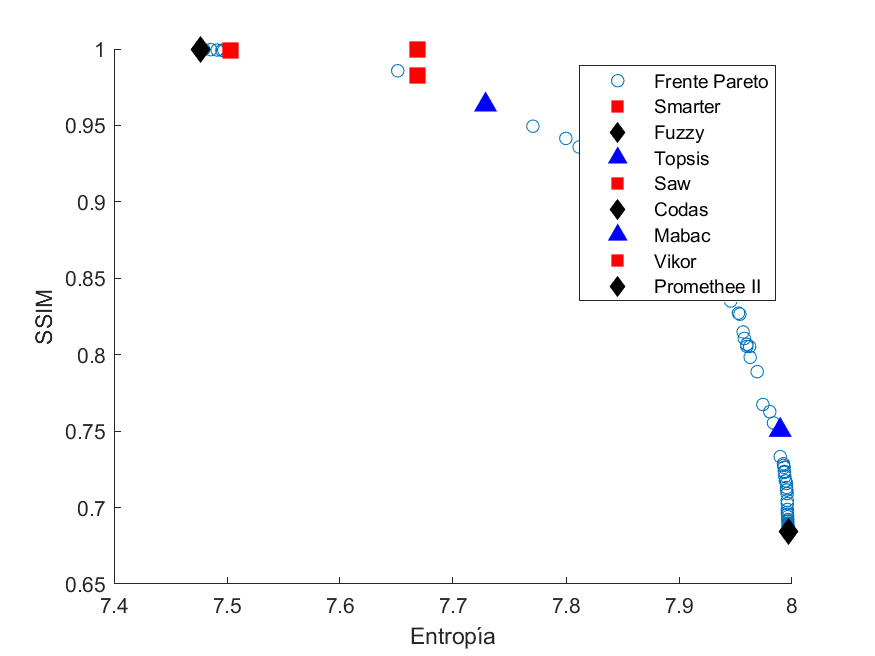 1
0.95
0.9
0.85
0.8
0.75
0.7
0.65
SSIM
7.4
7.5
7.6
7.7
7.8
7.9
8
Entropía
Frente Pareto
Smarter
Fuzzy
Topsis
Saw
Codas
Mabac
Vikor
Promethee II